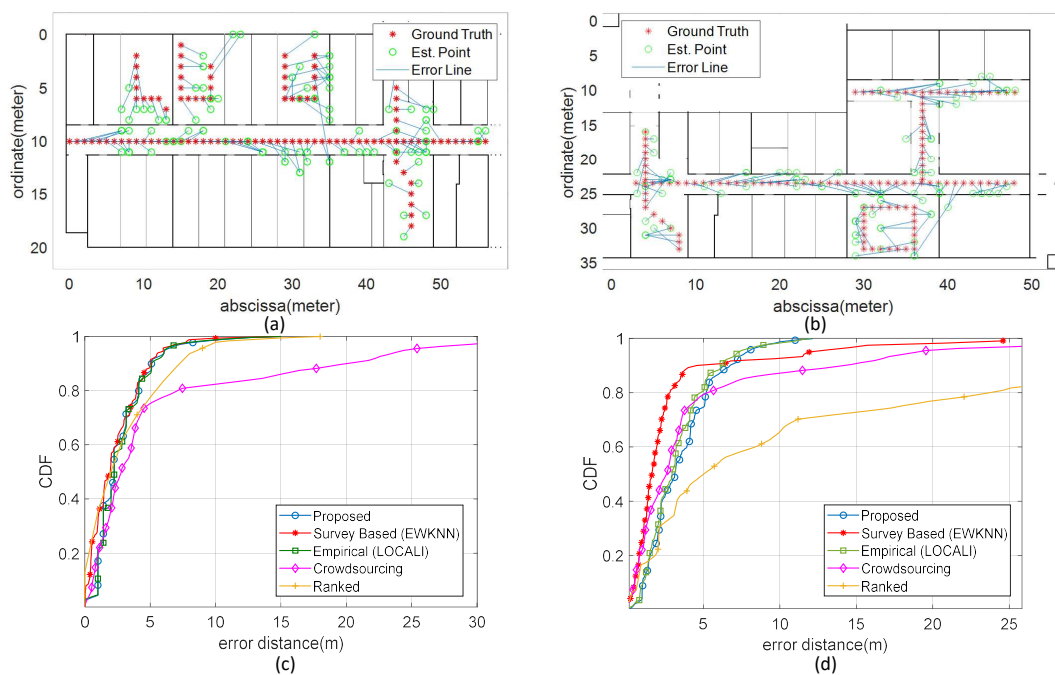 0
5
10
15
20
ordinate(meter)
Ground Truth
Est. Point
Error Line
0 10 20 30 40 50
abscissa(meter)
(a)
0
5
10
15
20
25
30
35
ordinate(meter)
Ground Truth
Est. Point
Error Line
0 10 20 30 40 50
abscissa(meter)
(b)
1
0.8
0.6
0.4
0.2
CDF
Proposed
Survey Based (EWKNN)
Empirical (LOCALI)
Crowdsourcing
Ranked
0 5 10 15 20 25 30
error distance(m)
(c)
1
0.8
0.6
0.4
0.2
CDF
Proposed
Survey Based (EWKNN)
Empirical (LOCALI)
Crowdsourcing
Ranked
5 10 15 20 25
error distance(m)
(d)